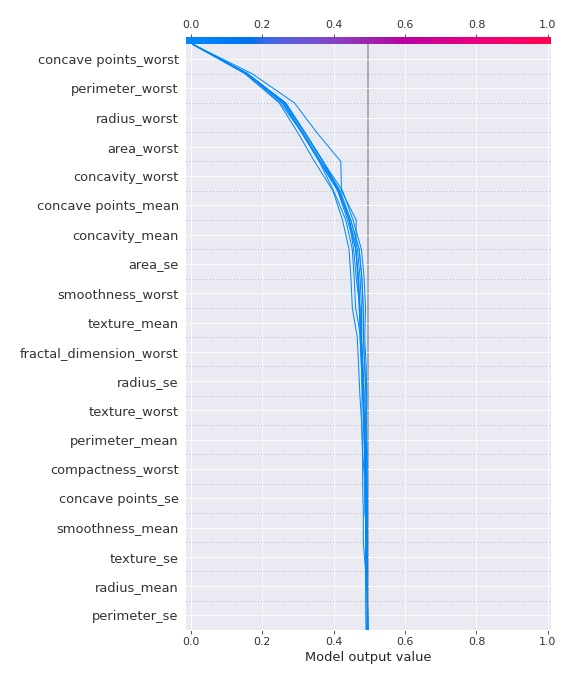 0.0 0.2 0.4 0.6 0.8 1.0
concave points_worst
perimeter_worst
radius_worst
area_worst
concavity_worst
concave points_mean
concavity_mean
area_se
smoothness_worst
texture_mean
fractal_dimension_worst
radius_se
texture_worst
perimeter_mean
compactness_worst
concave points_se
smoothness_mean
texture_se
radius_mean
perimeter_se
0.0 0.2 0.4 0.6 0.8 1.0
Model output value